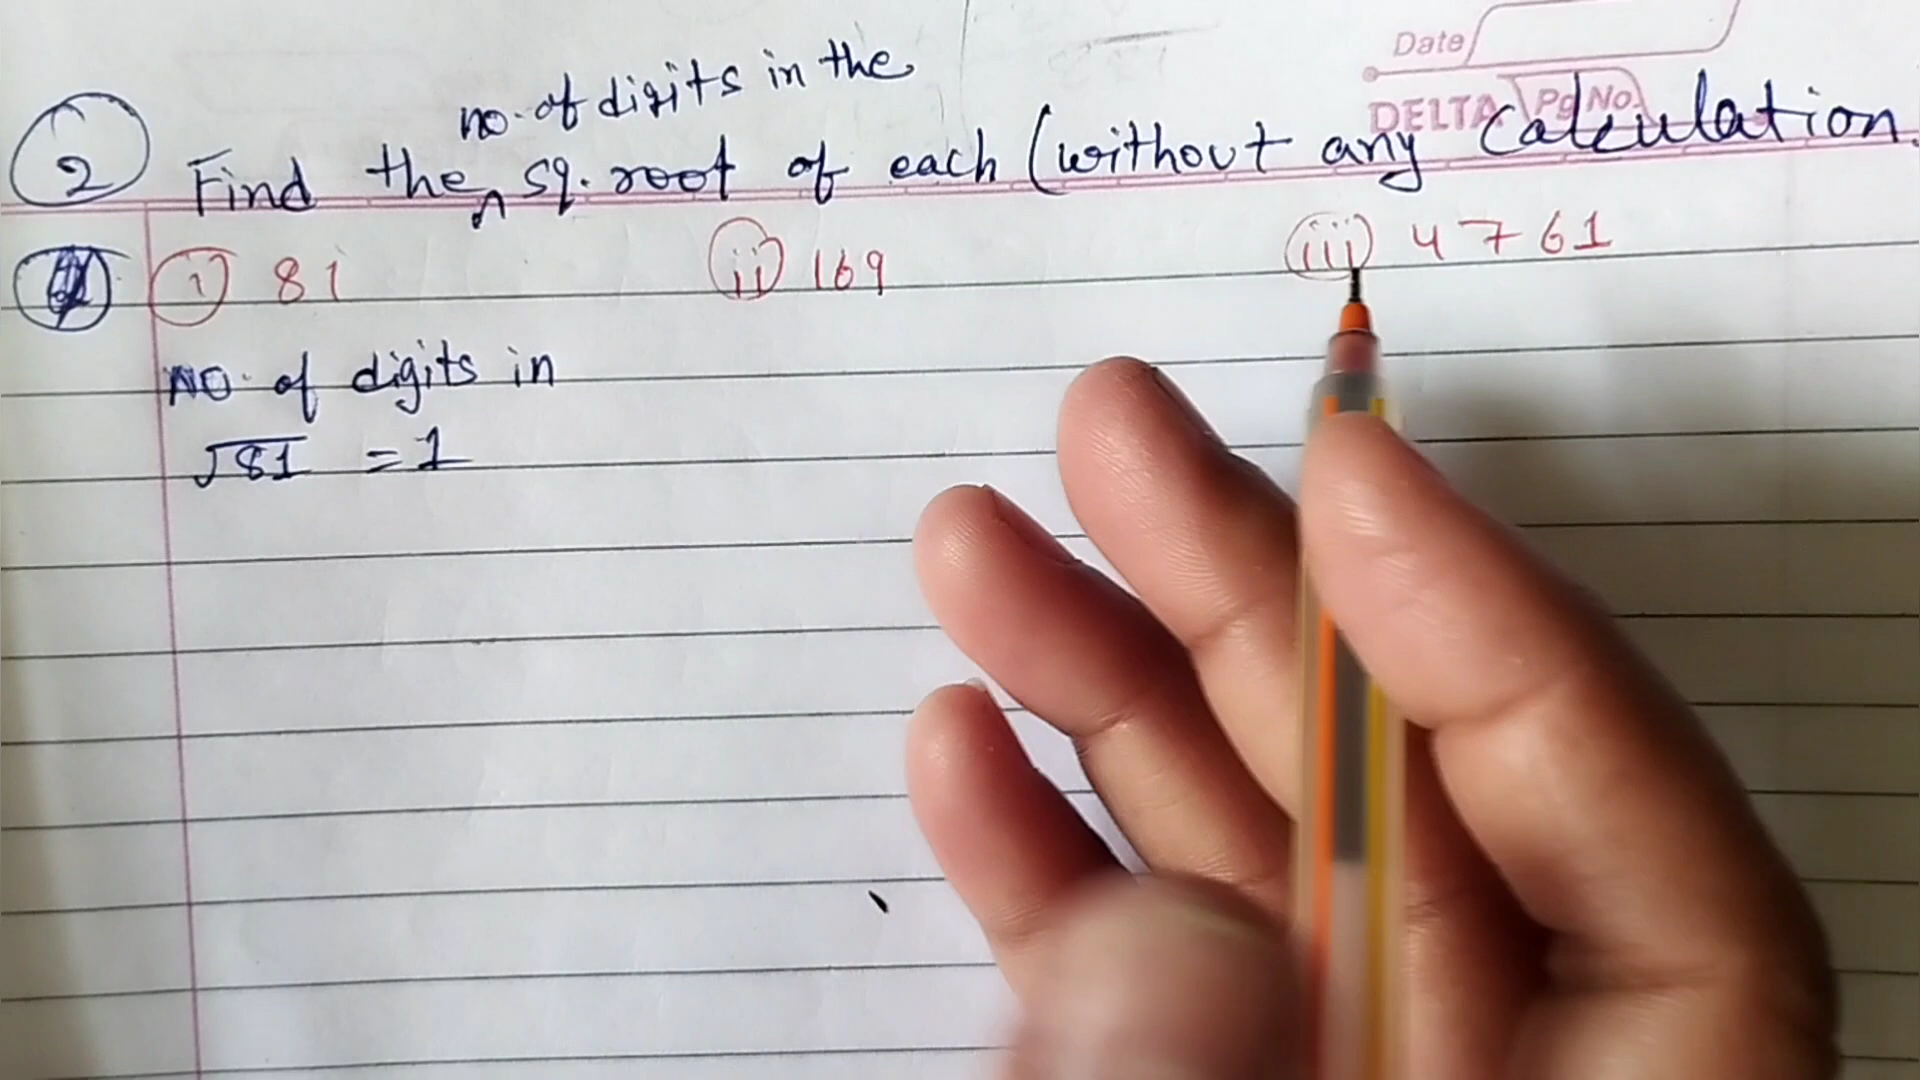 Date
DELTA Pg No.
no. of digits in the
2 Find the ^ sq. root of each (without any calculation.
i 81 ii 169 iii 4761
NO. of digits in
√81 = 1